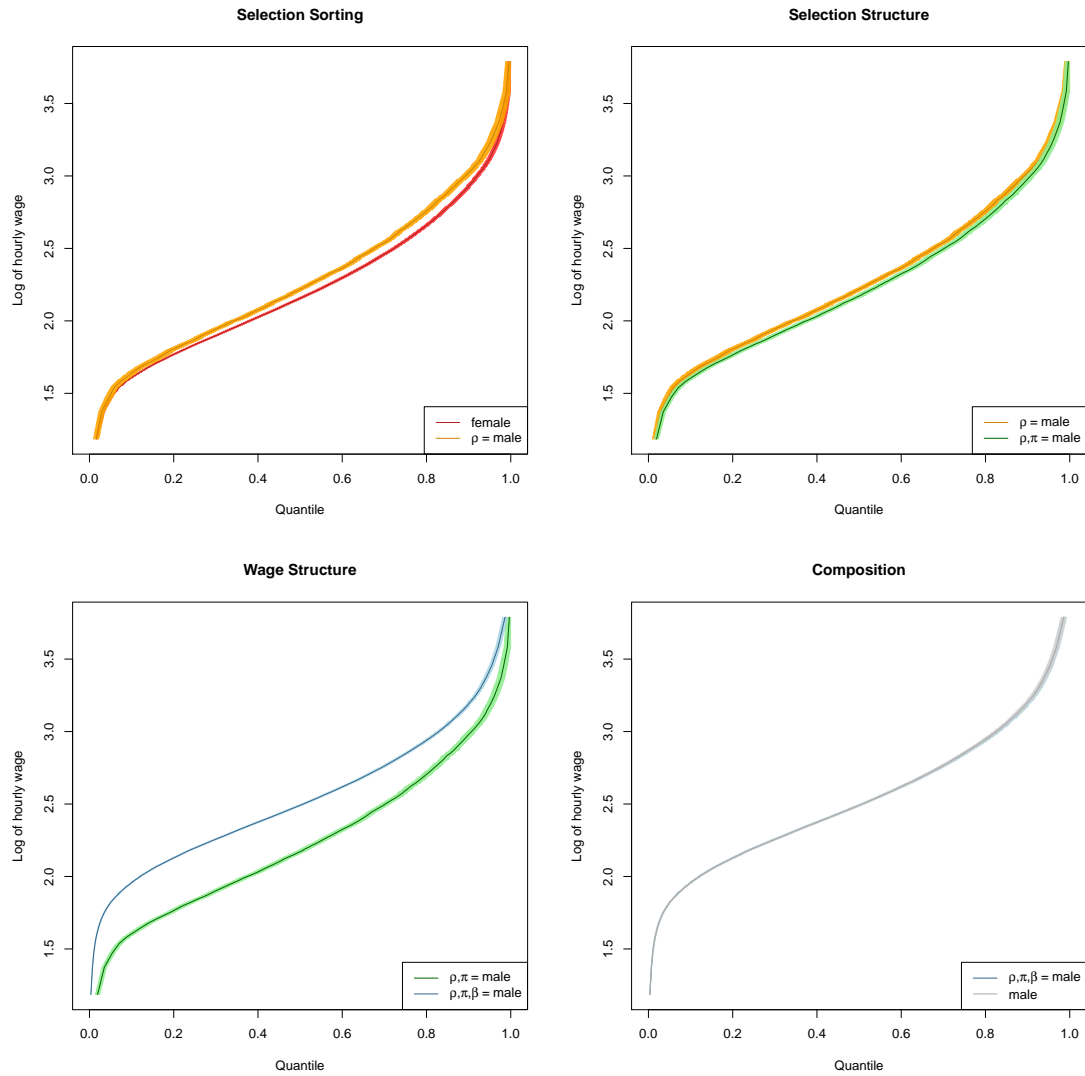 Selection Sorting
Log of hourly wage
3.5
3.0
2.5
2.0
1.5
female
ρ = male
0.0 0.2 0.4 0.6 0.8 1.0
Quantile
Selection Structure
Log of hourly wage
3.5
3.0
2.5
2.0
1.5
ρ = male
ρ,π = male
0.0 0.2 0.4 0.6 0.8 1.0
Quantile
Wage Structure
Log of hourly wage
3.5
3.0
2.5
2.0
1.5
ρ,π = male
ρ,π,β = male
0.0 0.2 0.4 0.6 0.8 1.0
Quantile
Composition
Log of hourly wage
3.5
3.0
2.5
2.0
1.5
ρ,π,β = male
male
0.0 0.2 0.4 0.6 0.8 1.0
Quantile